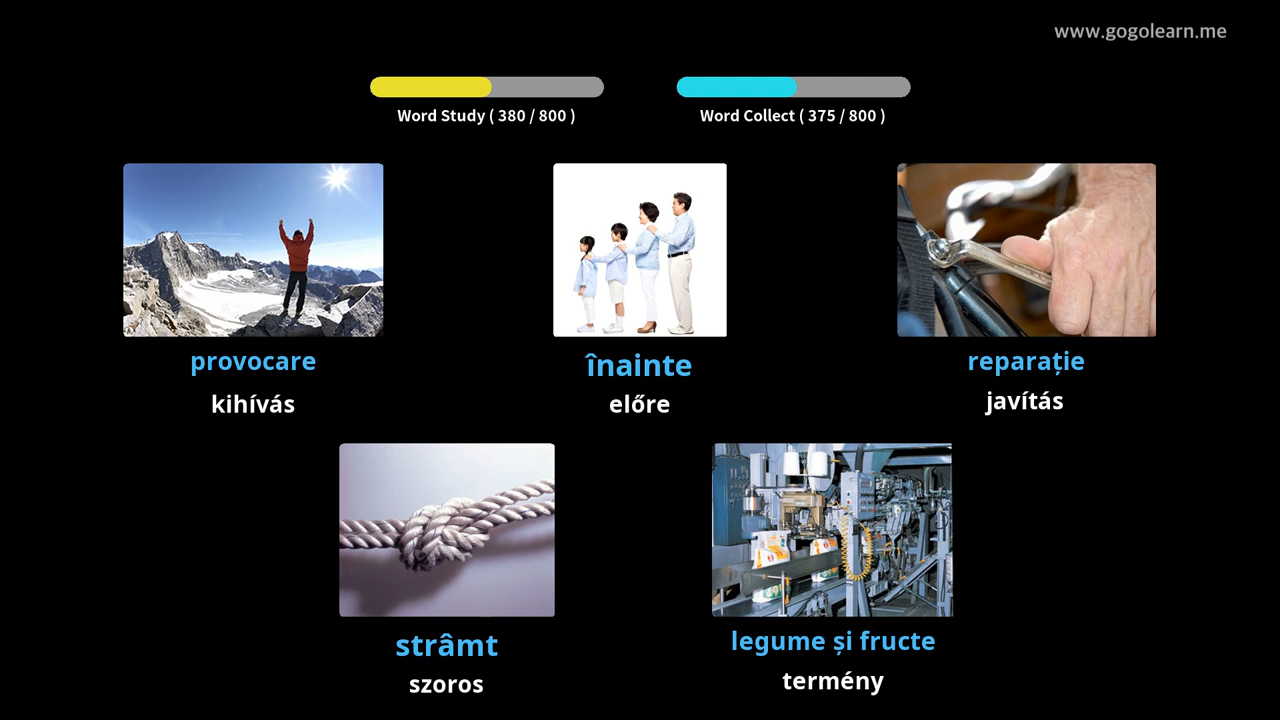 www.gogolearn.me
Word Study ( 380 / 800 )
Word Collect ( 375 / 800 )
provocare
înainte
reparație
kihívás
előre
javítás
strâmt
legume și fructe
szoros
termény